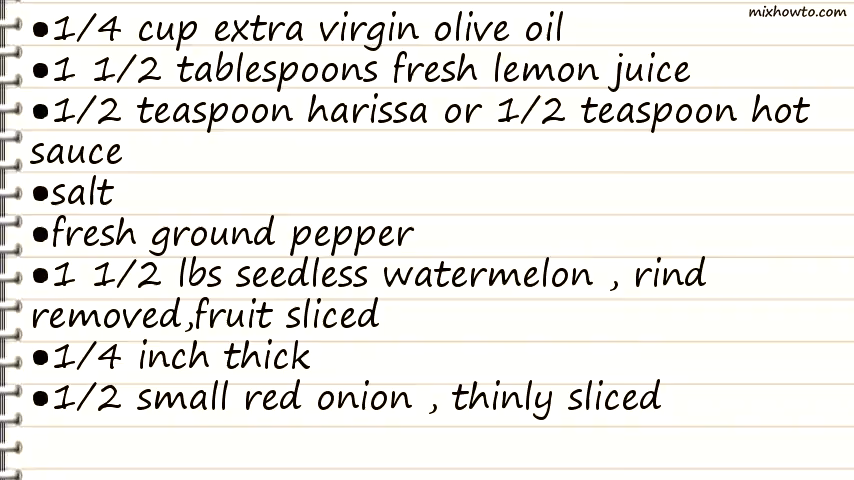 mixhowto.com
•1/4 cup extra virgin olive oil
•1 1/2 tablespoons fresh lemon juice
•1/2 teaspoon harissa or 1/2 teaspoon hot
sauce
•salt
•fresh ground pepper
•1 1/2 lbs seedless watermelon , rind
removed,fruit sliced
•1/4 inch thick
•1/2 small red onion , thinly sliced